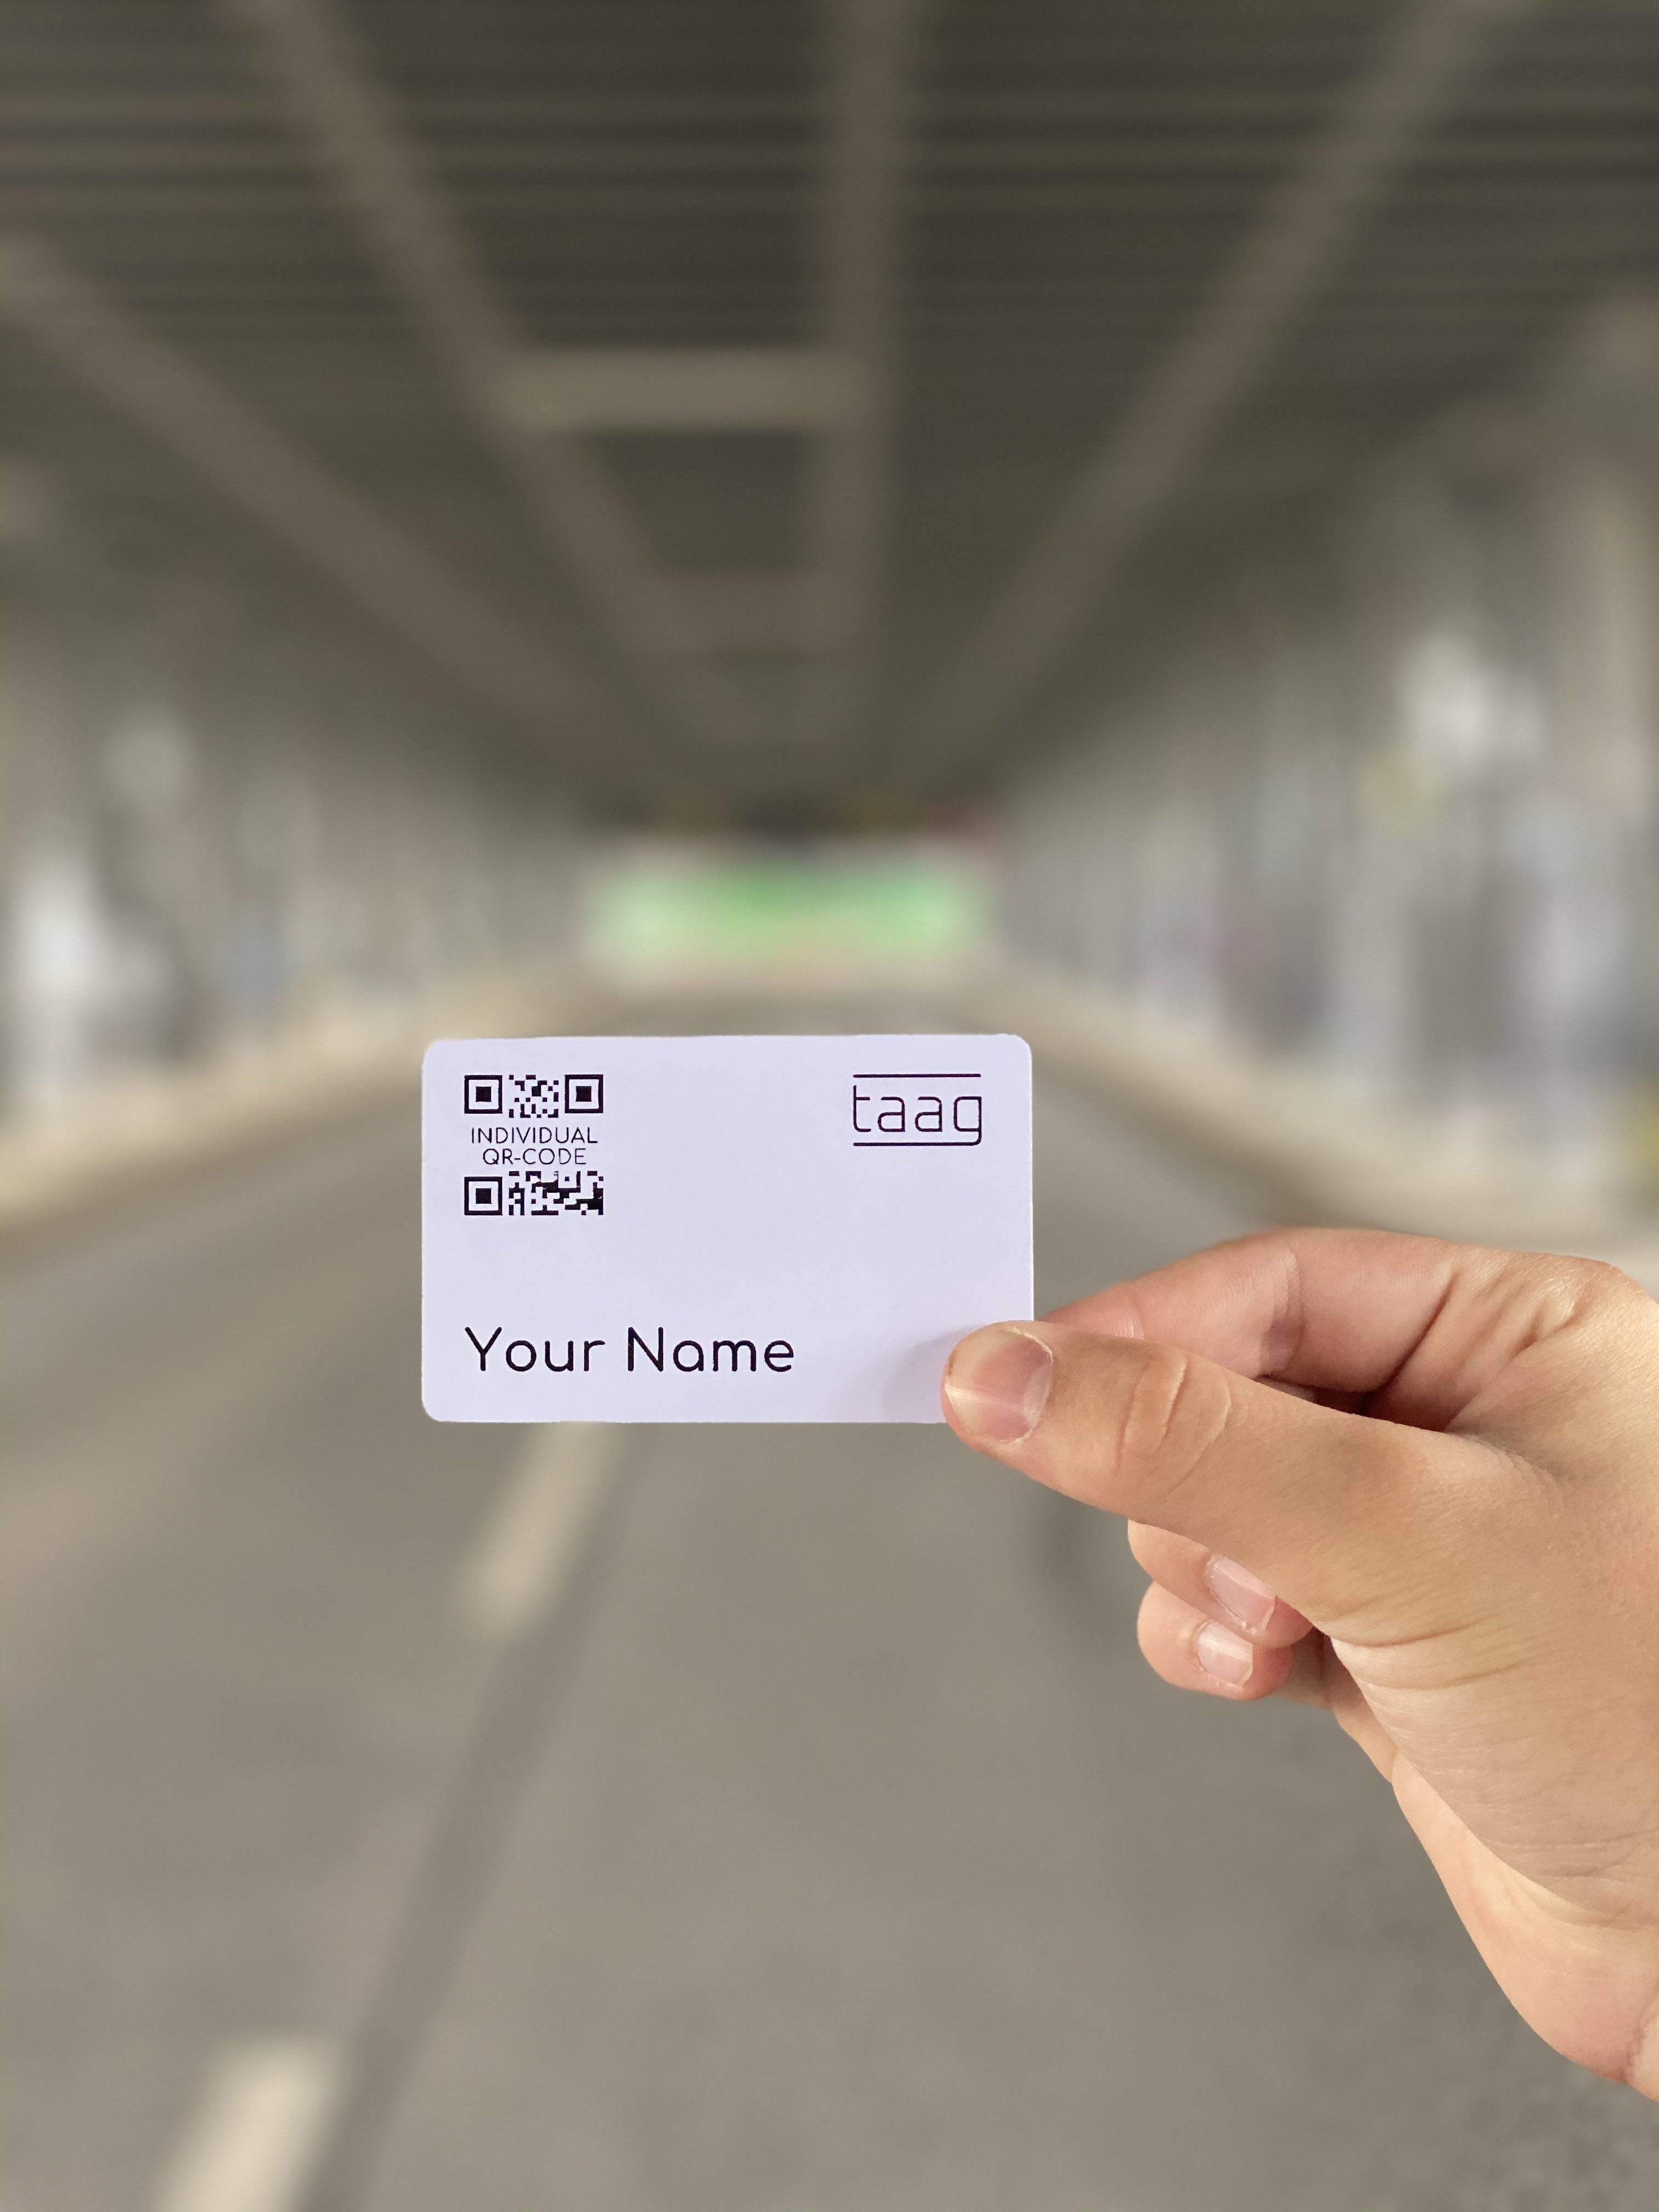 INDIVIDUAL
QR-CODE
taag
Your Name